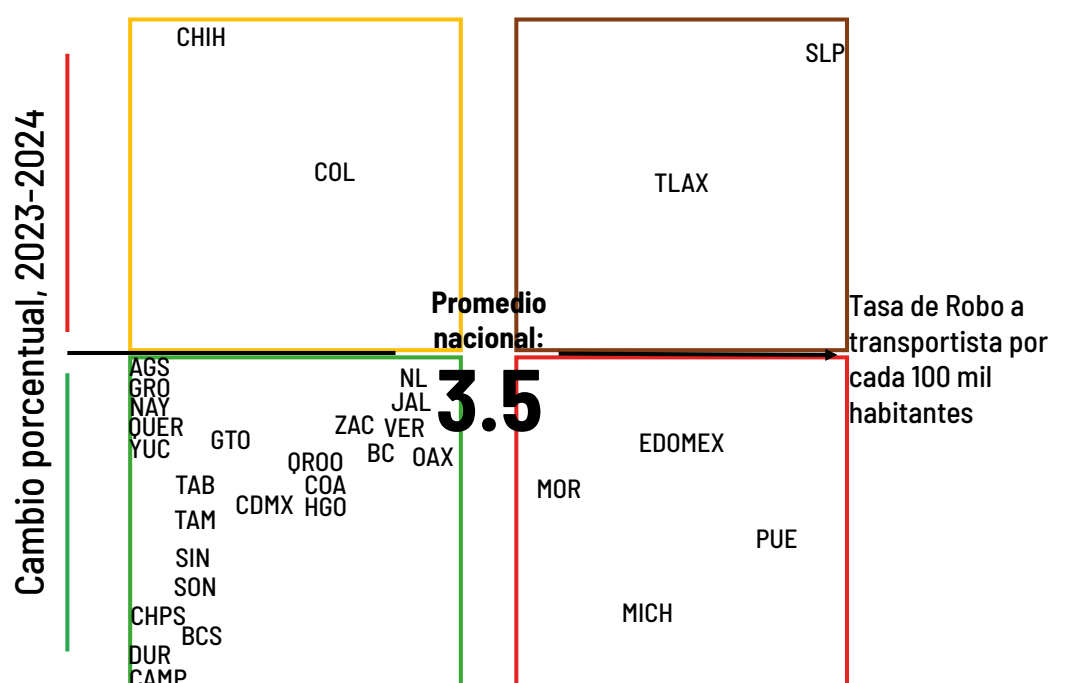 Cambio porcentual, 2023-2024
CHIH
SLP
COL
TLAX
Promedio
nacional:
3.5
Tasa de Robo a
transportista por
cada 100 mil
habitantes
AGS
GRO
NAY
QUER
YUC
GTO
NL
JAL
ZAC VER
BC OAX
QROO
COA
CDMX HGO
TAB
TAM
SIN
SON
CHPS
BCS
DUR
CAMP
EDOMEX
MOR
PUE
MICH